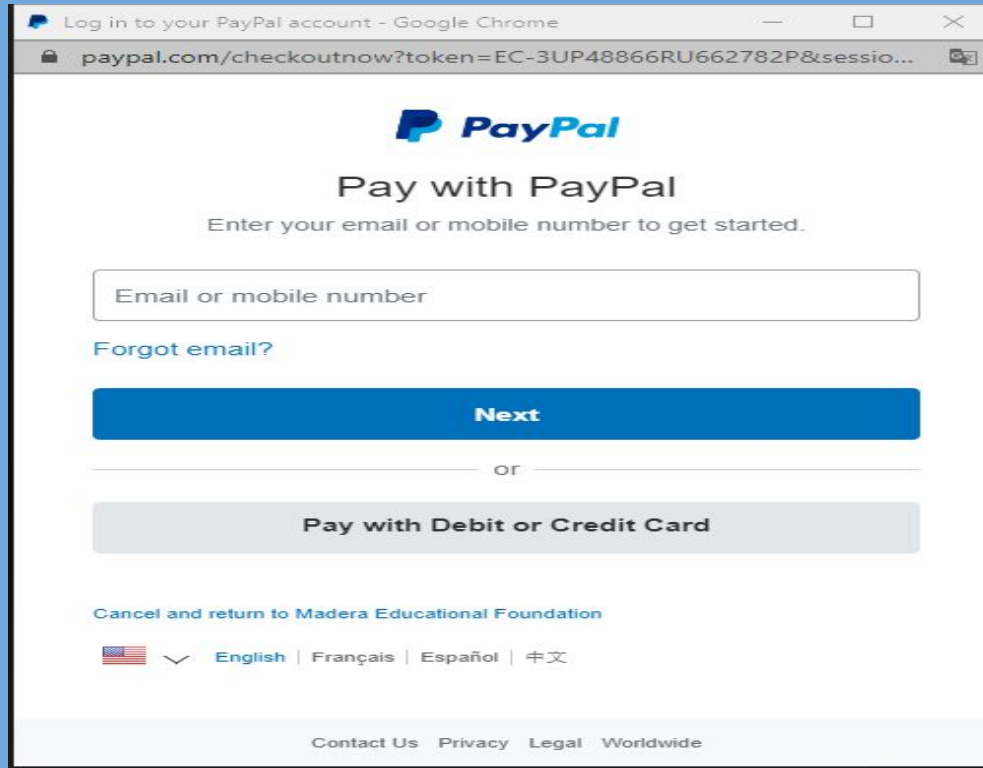 Log in to your PayPal account - Google Chrome
paypal.com/checkoutnow?token=EC-3UP48866RU662782P&sessio...
PayPal
Pay with PayPal
Enter your email or mobile number to get started.
Email or mobile number
Forgot email?
Next
or
Pay with Debit or Credit Card
Cancel and return to Madera Educational Foundation
English | Français | Español | 中文
Contact Us Privacy Legal Worldwide